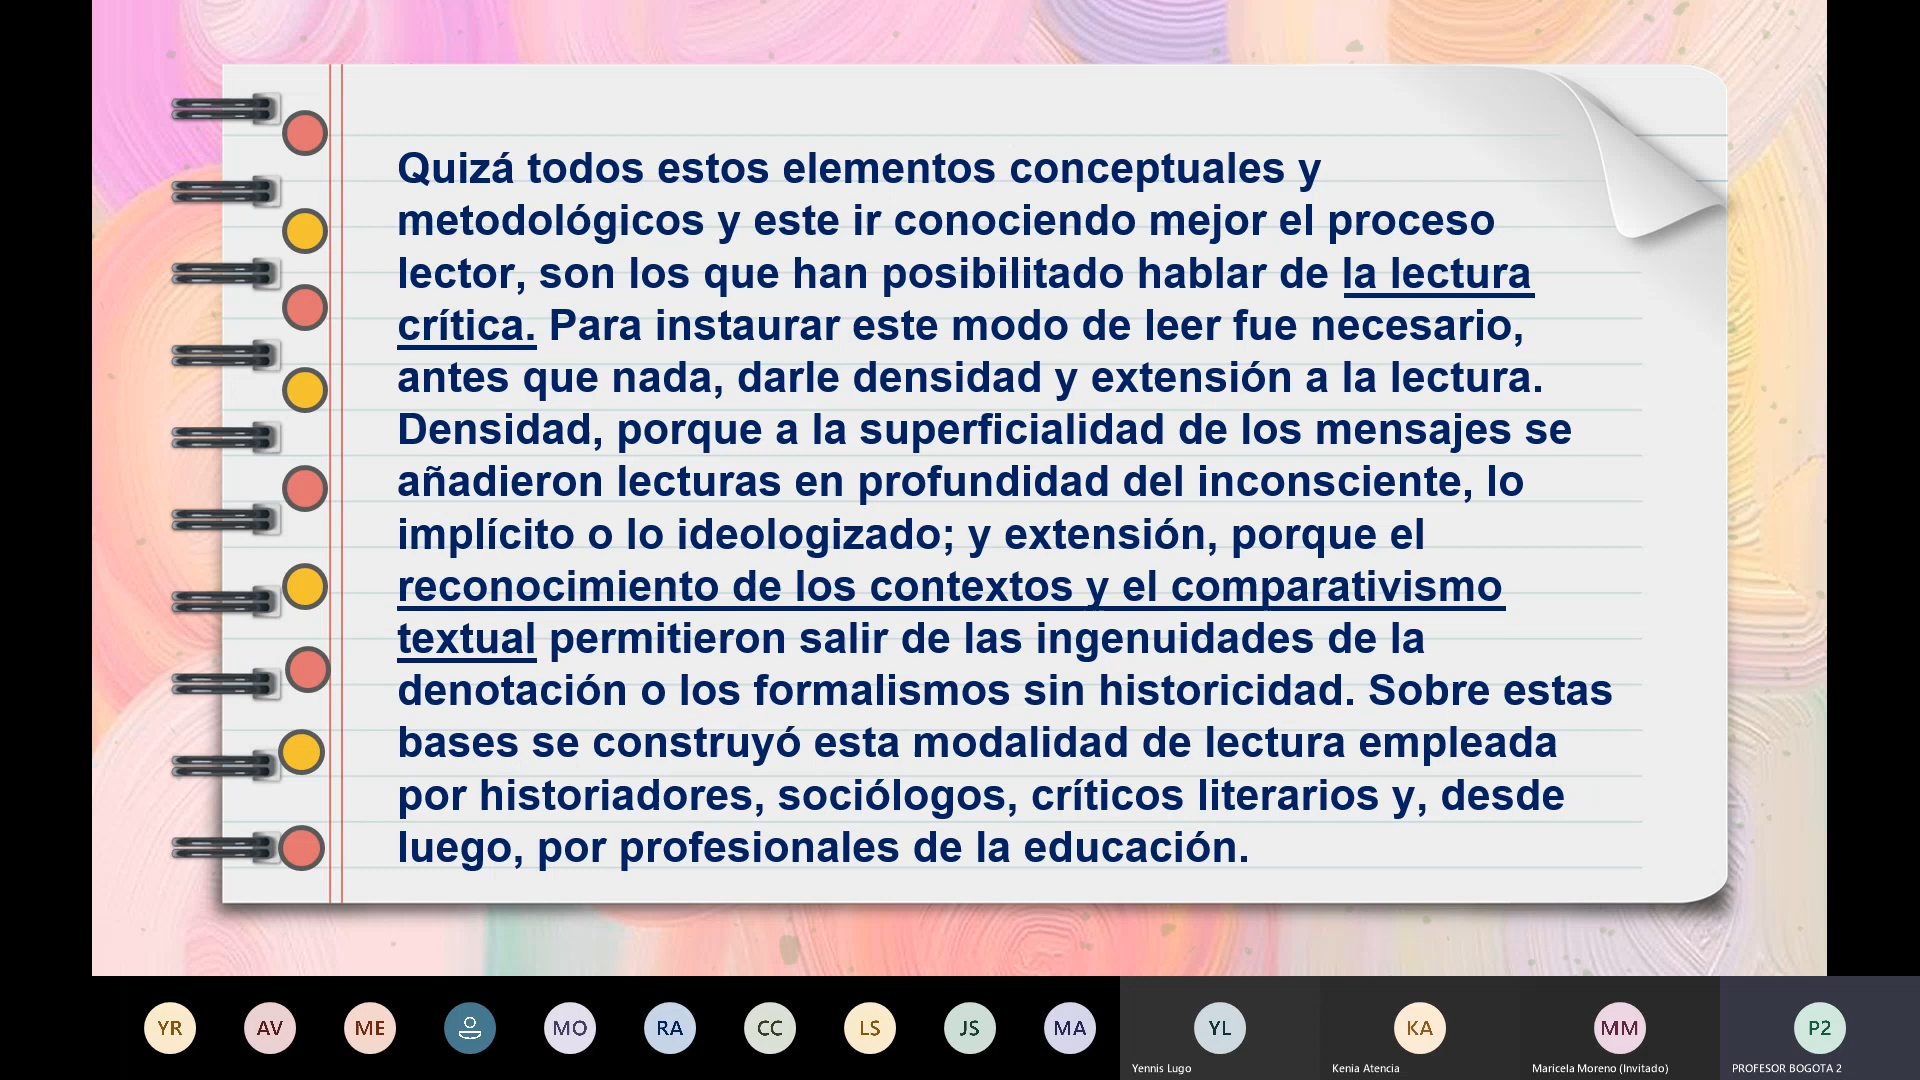 Quizá todos estos elementos conceptuales y
metodológicos y este ir conociendo mejor el proceso
lector, son los que han posibilitado hablar de la lectura
crítica. Para instaurar este modo de leer fue necesario,
antes que nada, darle densidad y extensión a la lectura.
Densidad, porque a la superficialidad de los mensajes se
añadieron lecturas en profundidad del inconsciente, lo
implícito o lo ideologizado; y extensión, porque el
reconocimiento de los contextos y el comparativismo
textual permitieron salir de las ingenuidades de la
denotación o los formalismos sin historicidad. Sobre estas
bases se construyó esta modalidad de lectura empleada
por historiadores, sociólogos, críticos literarios y, desde
luego, por profesionales de la educación.
YR AV ME MO RA CC LS JS MA YL KA MM P2
Yennis Lugo Kenia Atencia Maricela Moreno (Invitado) PROFESOR BOGOTA 2